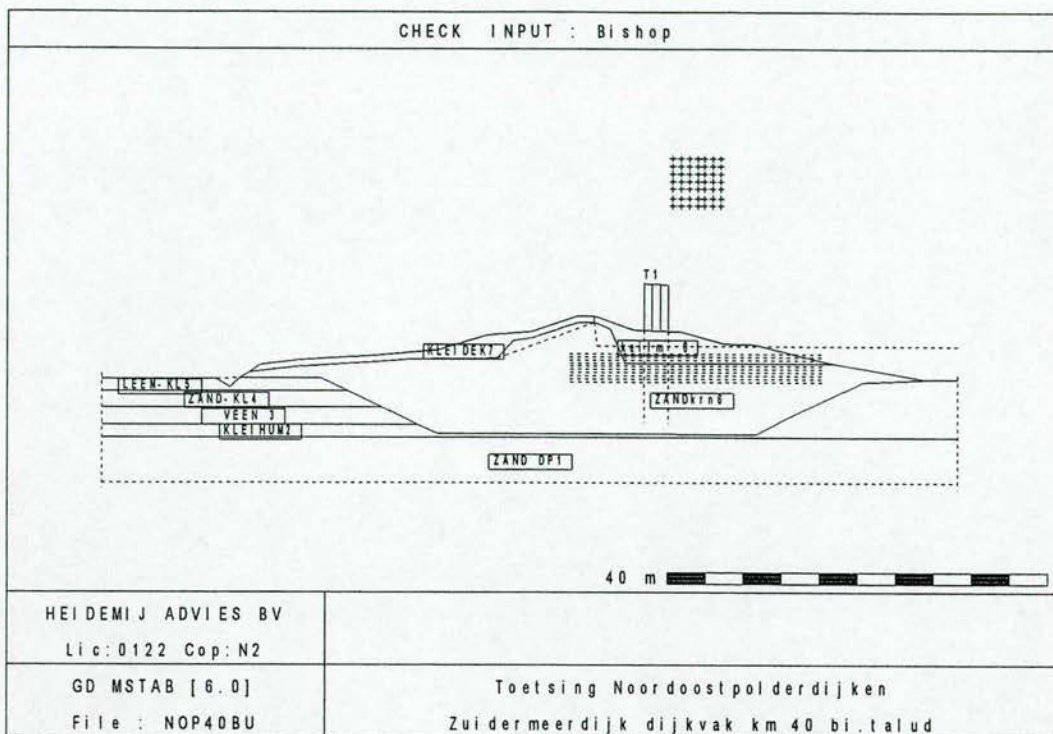 CHECK INPUT : Bishop
T1
KLEIDEK7
LEEM-KL5
ZAND-KL4
ZANDkrn6
VEEN 3
KLEIHUM2
ZAND DP1
40 m
HEIDEMIJ ADVIES BV
Lic:0122 Cop:N2
GD MSTAB [6.0]
File : NOP40BU
Toetsing Noordoostpolderdijken
Zuidermeerdijk dijkvak km 40 bi.talud